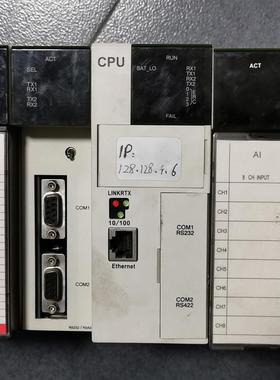 ACT
SEL
TX1
RX1
TX2
RX2
CPU
BAT_LO
RUN
RX1
TX1
RX2
TX2
FAIL
ACT
IP:
128.128.4.6
LINKRTX
10/100
Ethernet
COM1
COM2
COM1
RS232
COM2
RS422
AI
8 CH INPUT
CH1
CH2
CH3
CH4
CH5
CH6
CH7
CH8